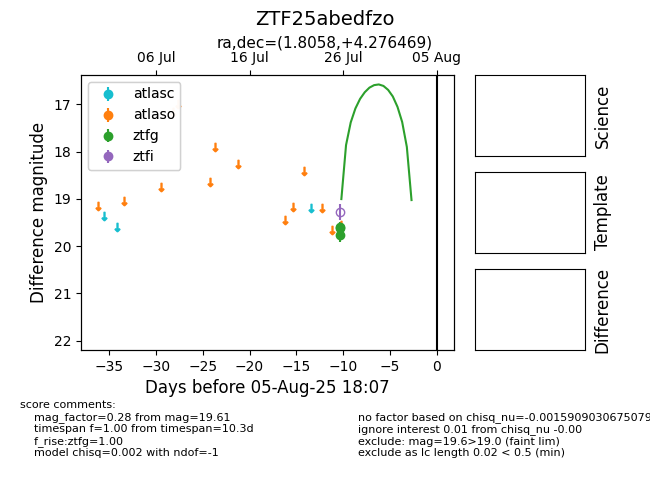 ZTF25abedfzo
ra,dec=(1.8058,+4.276469)
06 Jul
16 Jul
26 Jul
05 Aug
atlasc
atlaso
ztfg
ztfi
17
18
19
20
21
22
Difference magnitude
−35
−30
−25
−20
−15
−10
−5
0
Days before 05-Aug-25 18:07
Science
Template
Difference
score comments:
mag_factor=0.28 from mag=19.61
timespan f=1.00 from timespan=10.3d
f_rise:ztfg=1.00
model chisq=0.002 with ndof=-1
no factor based on chisq_nu=-0.0015909030675079
ignore interest 0.01 from chisq_nu -0.00
exclude: mag=19.6>19.0 (faint lim)
exclude as lc length 0.02 < 0.5 (min)